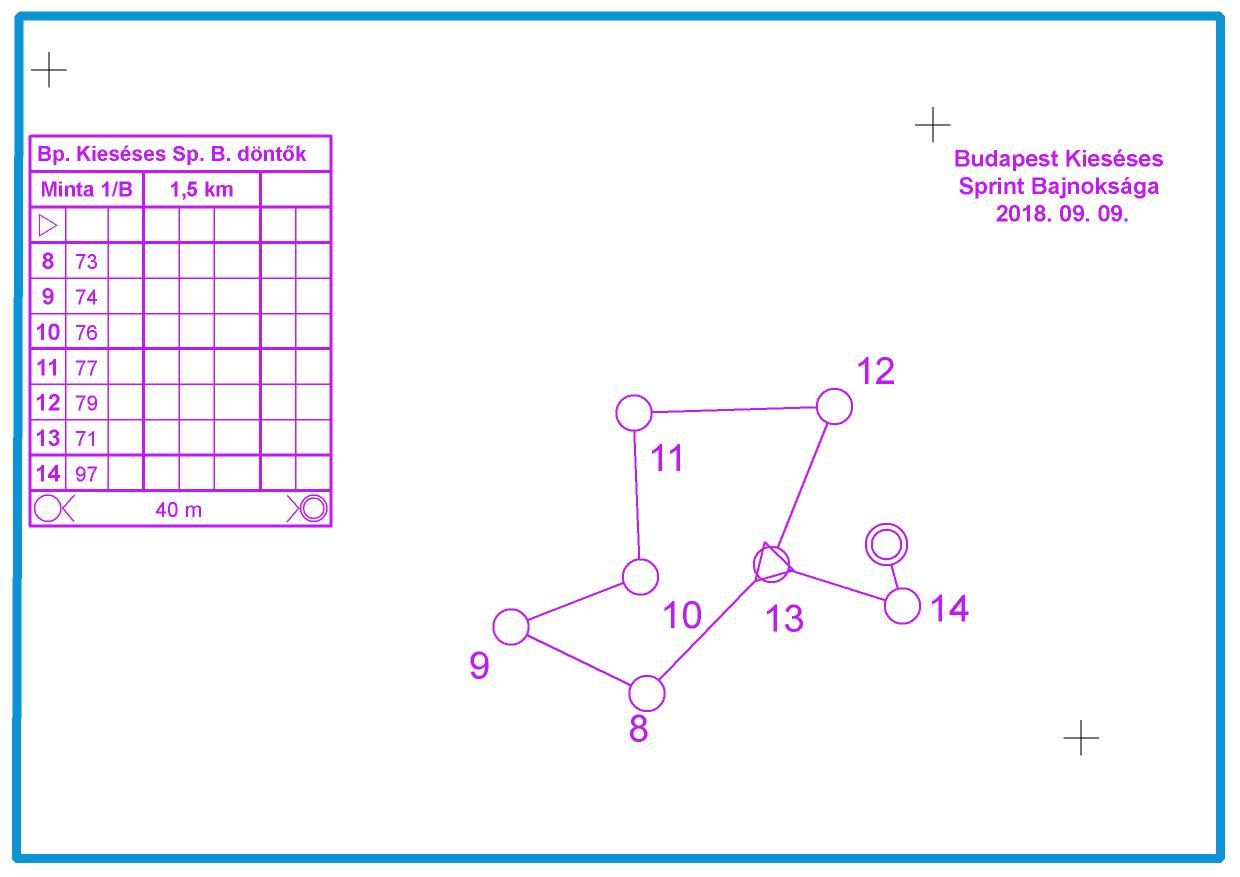 Bp. Kieséses Sp. B. döntők
Minta 1/B 1,5 km
8 73
9 74
10 76
11 77
12 79
13 71
14 97
40 m
Budapest Kieséses
Sprint Bajnoksága
2018. 09. 09.
12
11
10
13
14
9
8